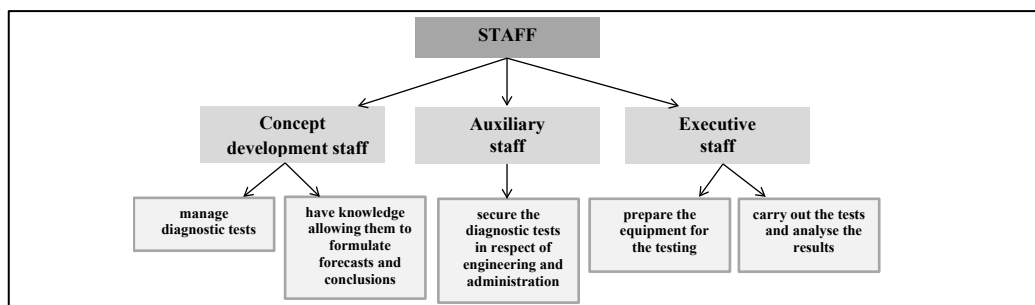 STAFF
Concept
development staff
Auxiliary
staff
Executive
staff
manage
diagnostic tests
have knowledge
allowing them to
formulate
forecasts and
conclusions
secure the
diagnostic tests
in respect of
engineering and
administration
prepare the
equipment for
the testing
carry out the tests
and analyse the
results